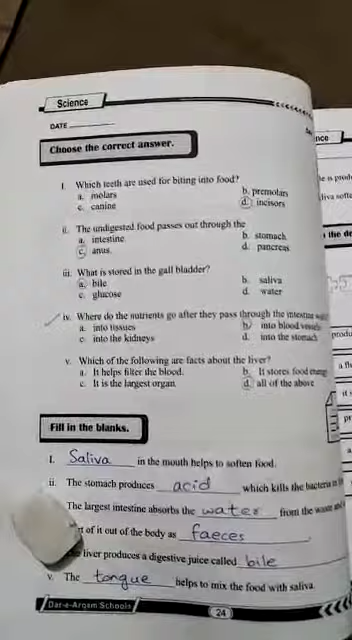 Science
DATE
Choose the correct answer.
i. Which teeth are used for biting into food?
a. molars b. premolars
c. canine d. incisors
ii. The undigested food passes out through the
a. intestine b. stomach
c. anus d. pancreas
iii. What is stored in the gall bladder?
a. bile b. saliva
c. glucose d. water
iv. Where do the nutrients go after they pass through the intestine
a. into tissues b. into blood vessels
c. into the kidneys d. into the stomach
v. Which of the following are facts about the liver?
a. It helps filter the blood. b. It stores food energy
c. It is the largest organ. d. all of the above
Fill in the blanks.
i. Saliva in the mouth helps to soften food.
ii. The stomach produces acid which kills the bacteria in
The largest intestine absorbs the water from the waste
of it out of the body as faeces.
liver produces a digestive juice called bile
v. The tongue helps to mix the food with saliva.
Dar-e-Arqam Schools 24